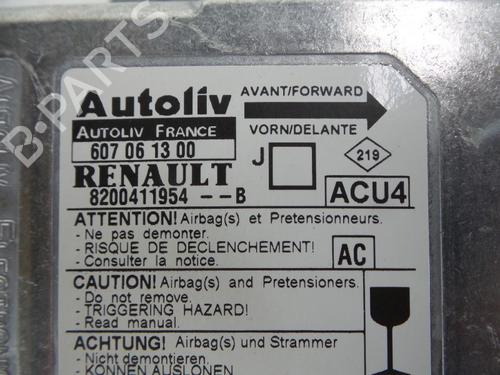 Autoliv
AVANT/FORWARD
AUTOLIV FRANCE
VORN/DELANTE
607 06 13 00
J
219
RENAULT
8200411954 --B
ACU4
ATTENTION! Airbag(s) et Pretensionneurs.
- Ne pas demonter.
- RISQUE DE DECLENCHEMENT!
- Consulter la notice.
AC
CAUTION! Airbag(s) and Pretensioners.
- Do not remove.
- TRIGGERING HAZARD!
- Read manual.
ACHTUNG! Airbag(s) und Strammer
- Nicht demontieren.
- KÖNNEN AUSLÖSEN
B-PARTS